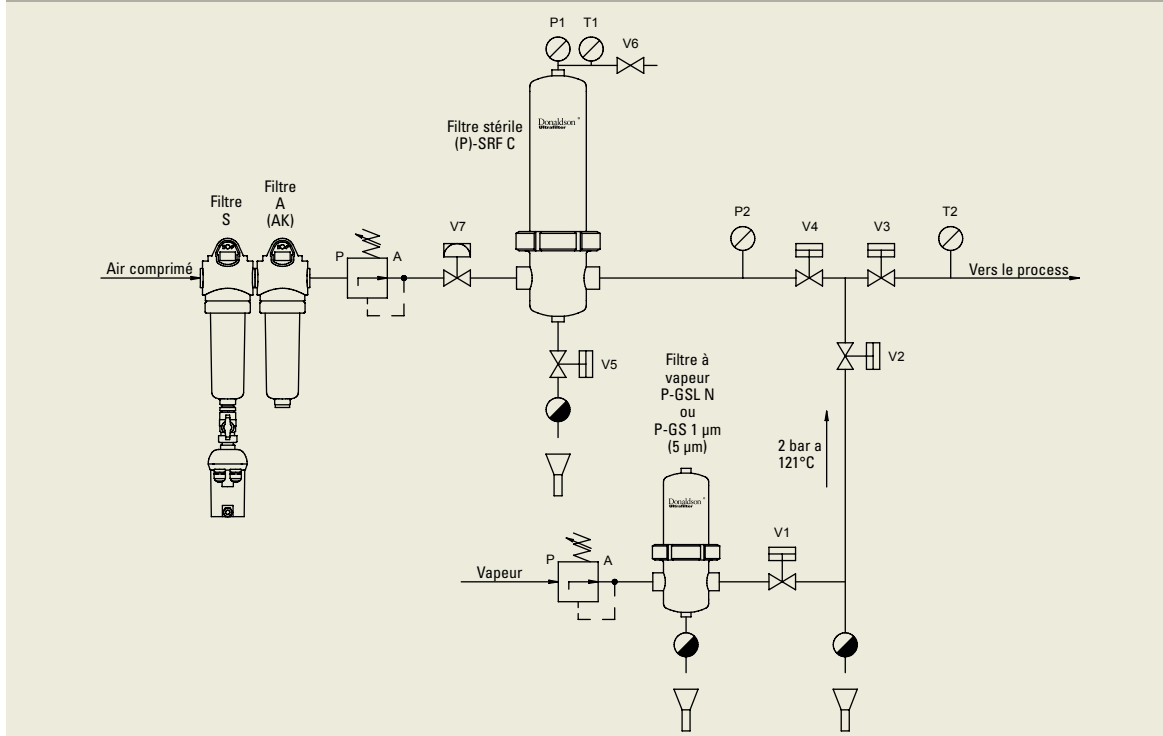 P1
T1
V6
Filtre stérile
(P)-SRF C
Donaldson
Ultrafilter
Filtre
S
Filtre
A
(AK)
P
A
V7
P2
V4
V3
T2
Air comprimé
Vers le process
V5
V2
Filtre à
vapeur
P-GSL N
ou
P-GS 1 µm
(5 µm)
2 bar a
121°C
Donaldson
Ultrafilter
V1
P
A
Vapeur